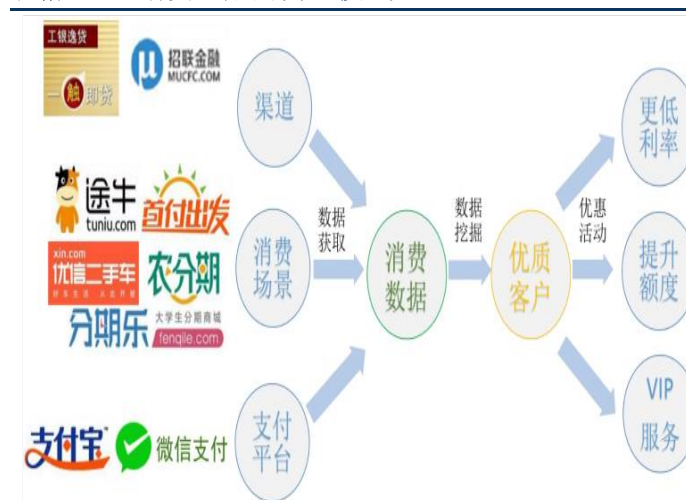 工银逸贷
一触即贷
招联金融
MUCFC.COM
渠道
更低
利率
途牛
tuniu.com
首付出发
xin.com
优信二手车
农分期
分期乐
大学生分期商城
fenqile.com
消费
场景
数据
获取
消费
数据
数据
挖掘
优质
客户
优惠
活动
提升
额度
支付宝
微信支付
支付
平台
VIP
服务